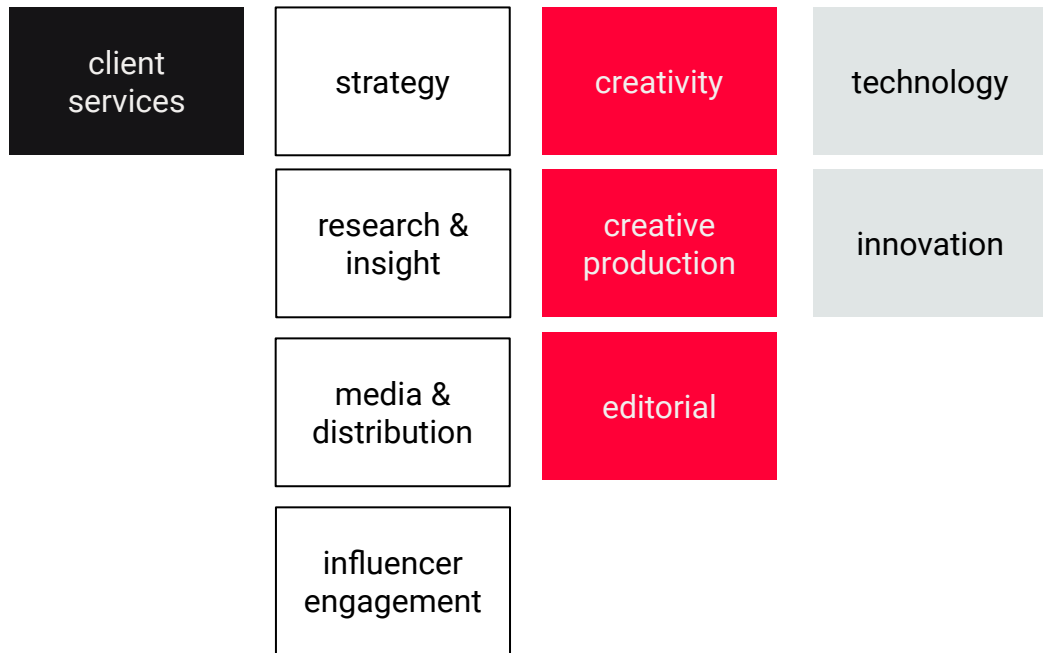 client
services
strategy
creativity
technology
research &
insight
creative
production
innovation
media &
distribution
editorial
influencer
engagement